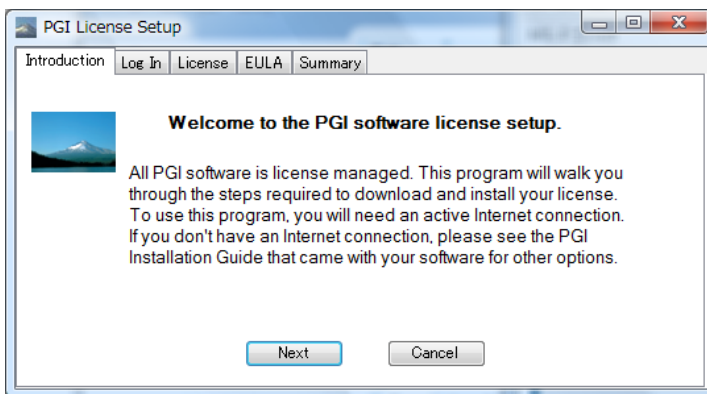 PGI License Setup
Introduction
Log In
License
EULA
Summary
Welcome to the PGI software license setup.
All PGI software is license managed. This program will walk you
through the steps required to download and install your license.
To use this program, you will need an active Internet connection.
If you don't have an Internet connection, please see the PGI
Installation Guide that came with your software for other options.
Next
Cancel